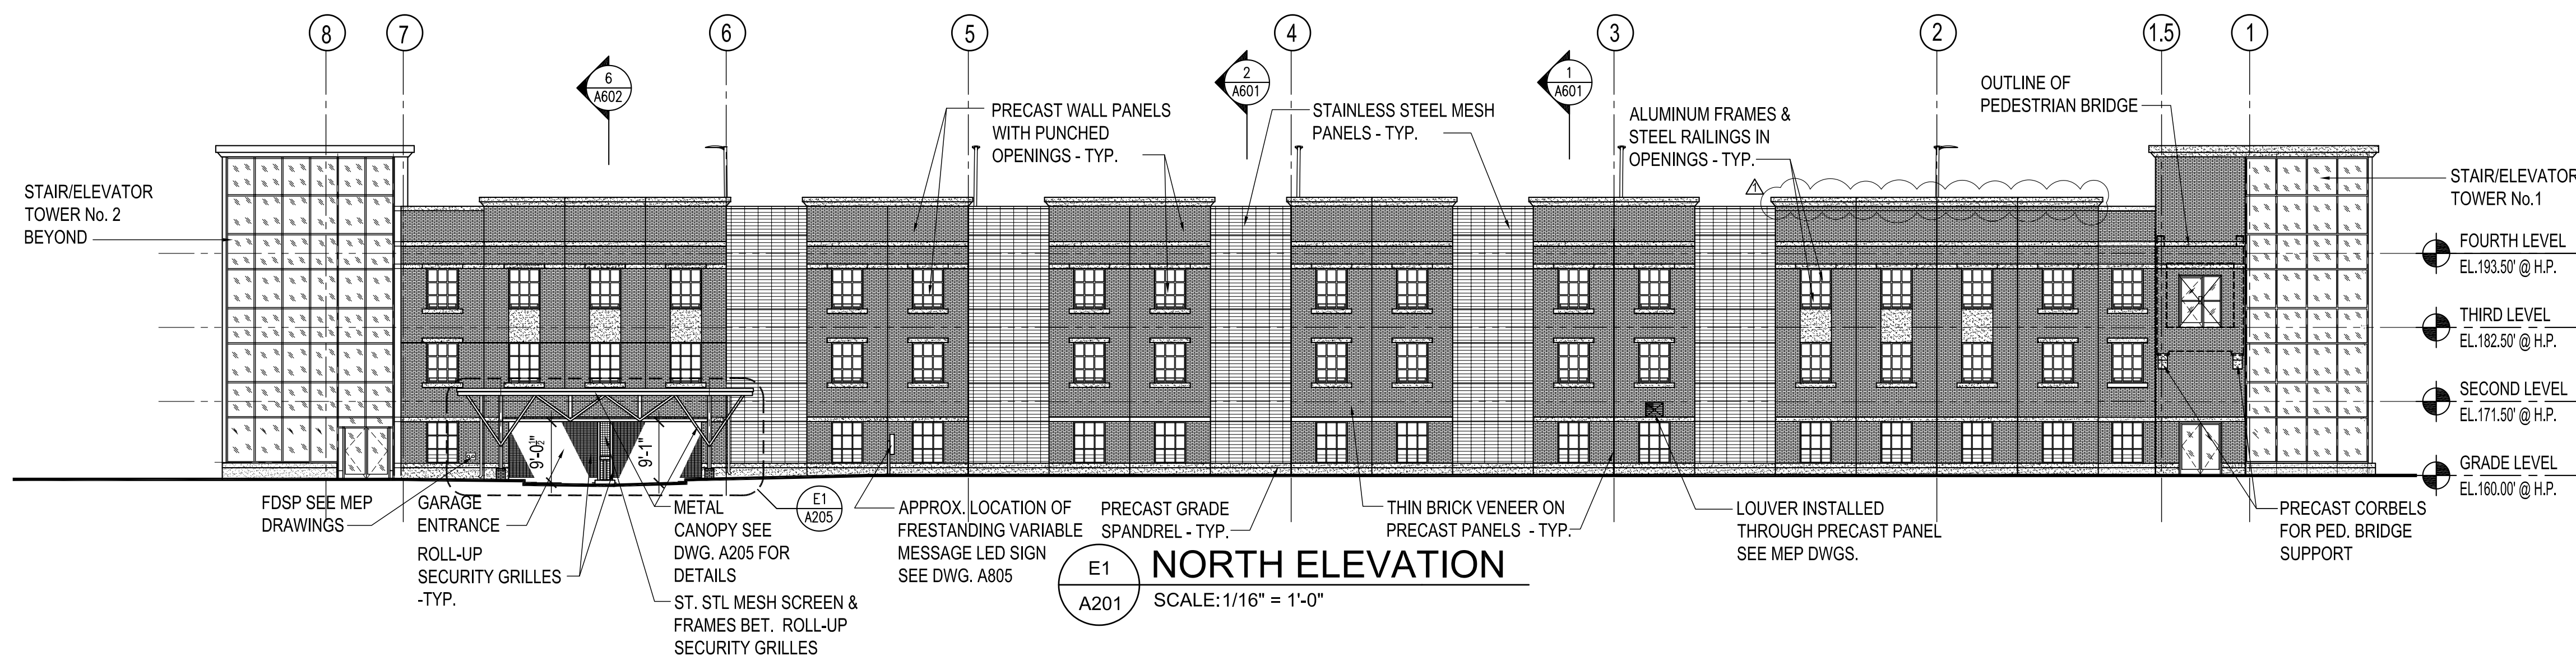 8
7
6
5
4
3
2
1.5
1
6
A602
2
A601
1
A601
OUTLINE OF
PEDESTRIAN BRIDGE
PRECAST WALL PANELS
WITH PUNCHED
OPENINGS - TYP.
STAINLESS STEEL MESH
PANELS - TYP.
ALUMINUM FRAMES &
STEEL RAILINGS IN
OPENINGS - TYP.
1
STAIR/ELEVATOR
TOWER No. 2
BEYOND
STAIR/ELEVATOR
TOWER No.1
FOURTH LEVEL
EL.193.50' @ H.P.
THIRD LEVEL
EL.182.50' @ H.P.
SECOND LEVEL
EL.171.50' @ H.P.
GRADE LEVEL
EL.160.00' @ H.P.
9'-0½"
9'-1"
FDSP SEE MEP
DRAWINGS
GARAGE
ENTRANCE
ROLL-UP
SECURITY GRILLES
-TYP.
METAL
CANOPY SEE
DWG. A205 FOR
DETAILS
ST. STL MESH SCREEN &
FRAMES BET. ROLL-UP
SECURITY GRILLES
E1
A205
APPROX. LOCATION OF
FRESTANDING VARIABLE
MESSAGE LED SIGN
SEE DWG. A805
PRECAST GRADE
SPANDREL - TYP.
THIN BRICK VENEER ON
PRECAST PANELS - TYP.
LOUVER INSTALLED
THROUGH PRECAST PANEL
SEE MEP DWGS.
PRECAST CORBELS
FOR PED. BRIDGE
SUPPORT
E1
A201
NORTH ELEVATION
SCALE:1/16" = 1'-0"